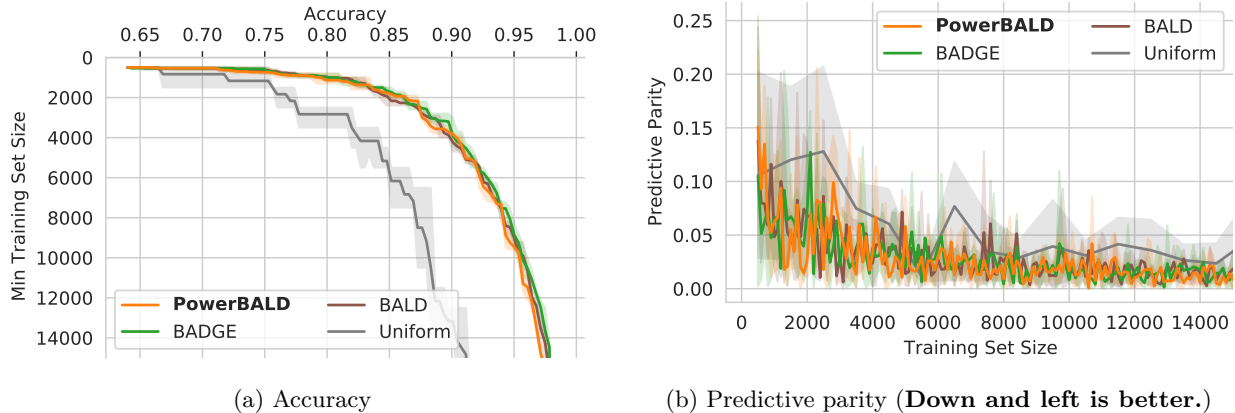 Accuracy
0.65 0.70 0.75 0.80 0.85 0.90 0.95 1.00
Min Training Set Size
0
2000
4000
6000
8000
10000
12000
14000
PowerBALD
BADGE
BALD
Uniform
(a) Accuracy
Predictive Parity
0.25
0.20
0.15
0.10
0.05
0.00
PowerBALD
BADGE
BALD
Uniform
0 2000 4000 6000 8000 10000 12000 14000
Training Set Size
(b) Predictive parity (Down and left is better.)